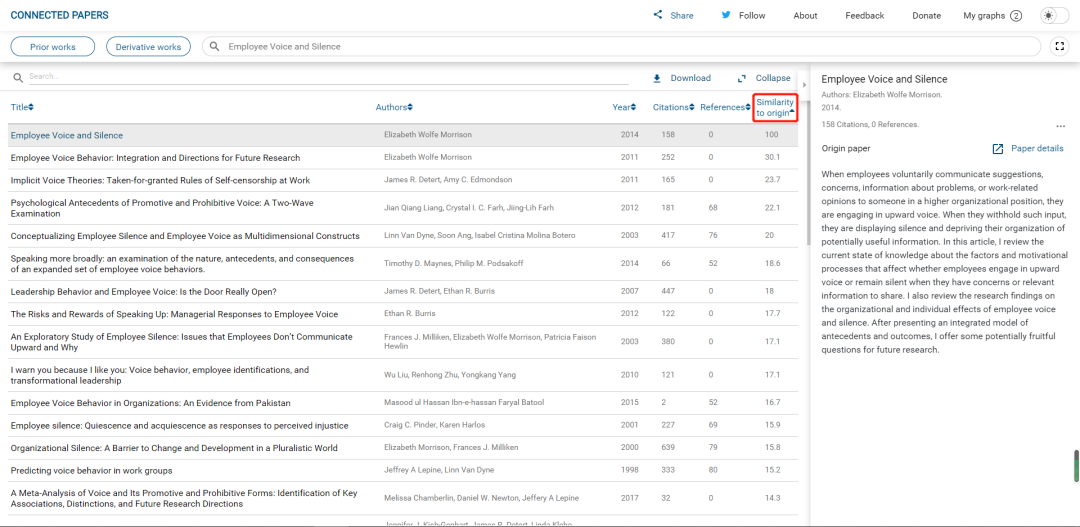 CONNECTED PAPERS
Share Follow About Feedback Donate My graphs 2
Prior works Derivative works Employee Voice and Silence
Search... Download Collapse
Title Authors Year Citations References Similarity
to origin
Employee Voice and Silence Elizabeth Wolfe Morrison 2014 158 0 100
Employee Voice Behavior: Integration and Directions for Future Research Elizabeth Wolfe Morrison 2011 252 0 30.1
Implicit Voice Theories: Taken-for-granted Rules of Self-censorship at Work James R. Detert, Amy C. Edmondson 2011 165 0 23.7
Psychological Antecedents of Promotive and Prohibitive Voice: A Two-Wave
Examination Jian Qiang Liang, Crystal I. C. Farh, Jiing-Lih Farh 2012 181 68 22.1
Conceptualizing Employee Silence and Employee Voice as Multidimensional Constructs Linn Van Dyne, Soon Ang, Isabel Cristina Molina Botero 2003 417 76 20
Speaking more broadly: an examination of the nature, antecedents, and consequences
of an expanded set of employee voice behaviors. Timothy D. Maynes, Philip M. Podsakoff 2014 66 52 18.6
Leadership Behavior and Employee Voice: Is the Door Really Open? James R. Detert, Ethan R. Burris 2007 447 0 18
The Risks and Rewards of Speaking Up: Managerial Responses to Employee Voice Ethan R. Burris 2012 122 0 17.7
An Exploratory Study of Employee Silence: Issues that Employees Don't Communicate
Upward and Why Frances J. Milliken, Elizabeth Wolfe Morrison, Patricia Faison
Hewlin 2003 380 0 17.1
I warn you because I like you: Voice behavior, employee identifications, and
transformational leadership Wu Liu, Renhong Zhu, Yongkang Yang 2010 121 0 17.1
Employee Voice Behavior in Organizations: An Evidence from Pakistan Masood ul Hassan Ibn-e-hassan Faryal Batool 2015 2 52 16.7
Employee silence: Quiescence and acquiescence as responses to perceived injustice Craig C. Pinder, Karen Harlos 2001 227 69 15.9
Organizational Silence: A Barrier to Change and Development in a Pluralistic World Elizabeth Morrison, Frances J. Milliken 2000 639 79 15.8
Predicting voice behavior in work groups Jeffrey A Lepine, Linn Van Dyne 1998 333 80 15.2
A Meta-Analysis of Voice and Its Promotive and Prohibitive Forms: Identification of Key
Associations, Distinctions, and Future Research Directions Melissa Chamberlin, Daniel W. Newton, Jeffery A Lepine 2017 32 0 14.3
Jennifer J. Kish-Gephart, James R. Detert, Linda Klebe
Employee Voice and Silence
Authors: Elizabeth Wolfe Morrison.
2014.
158 Citations, 0 References.
...
Origin paper Paper details
When employees voluntarily communicate suggestions,
concerns, information about problems, or work-related
opinions to someone in a higher organizational position, they
are engaging in upward voice. When they withhold such input,
they are displaying silence and depriving their organization of
potentially useful information. In this article, I review the
current state of knowledge about the factors and motivational
processes that affect whether employees engage in upward
voice or remain silent when they have concerns or relevant
information to share. I also review the research findings on
the organizational and individual effects of employee voice
and silence. After presenting an integrated model of
antecedents and outcomes, I offer some potentially fruitful
questions for future research.